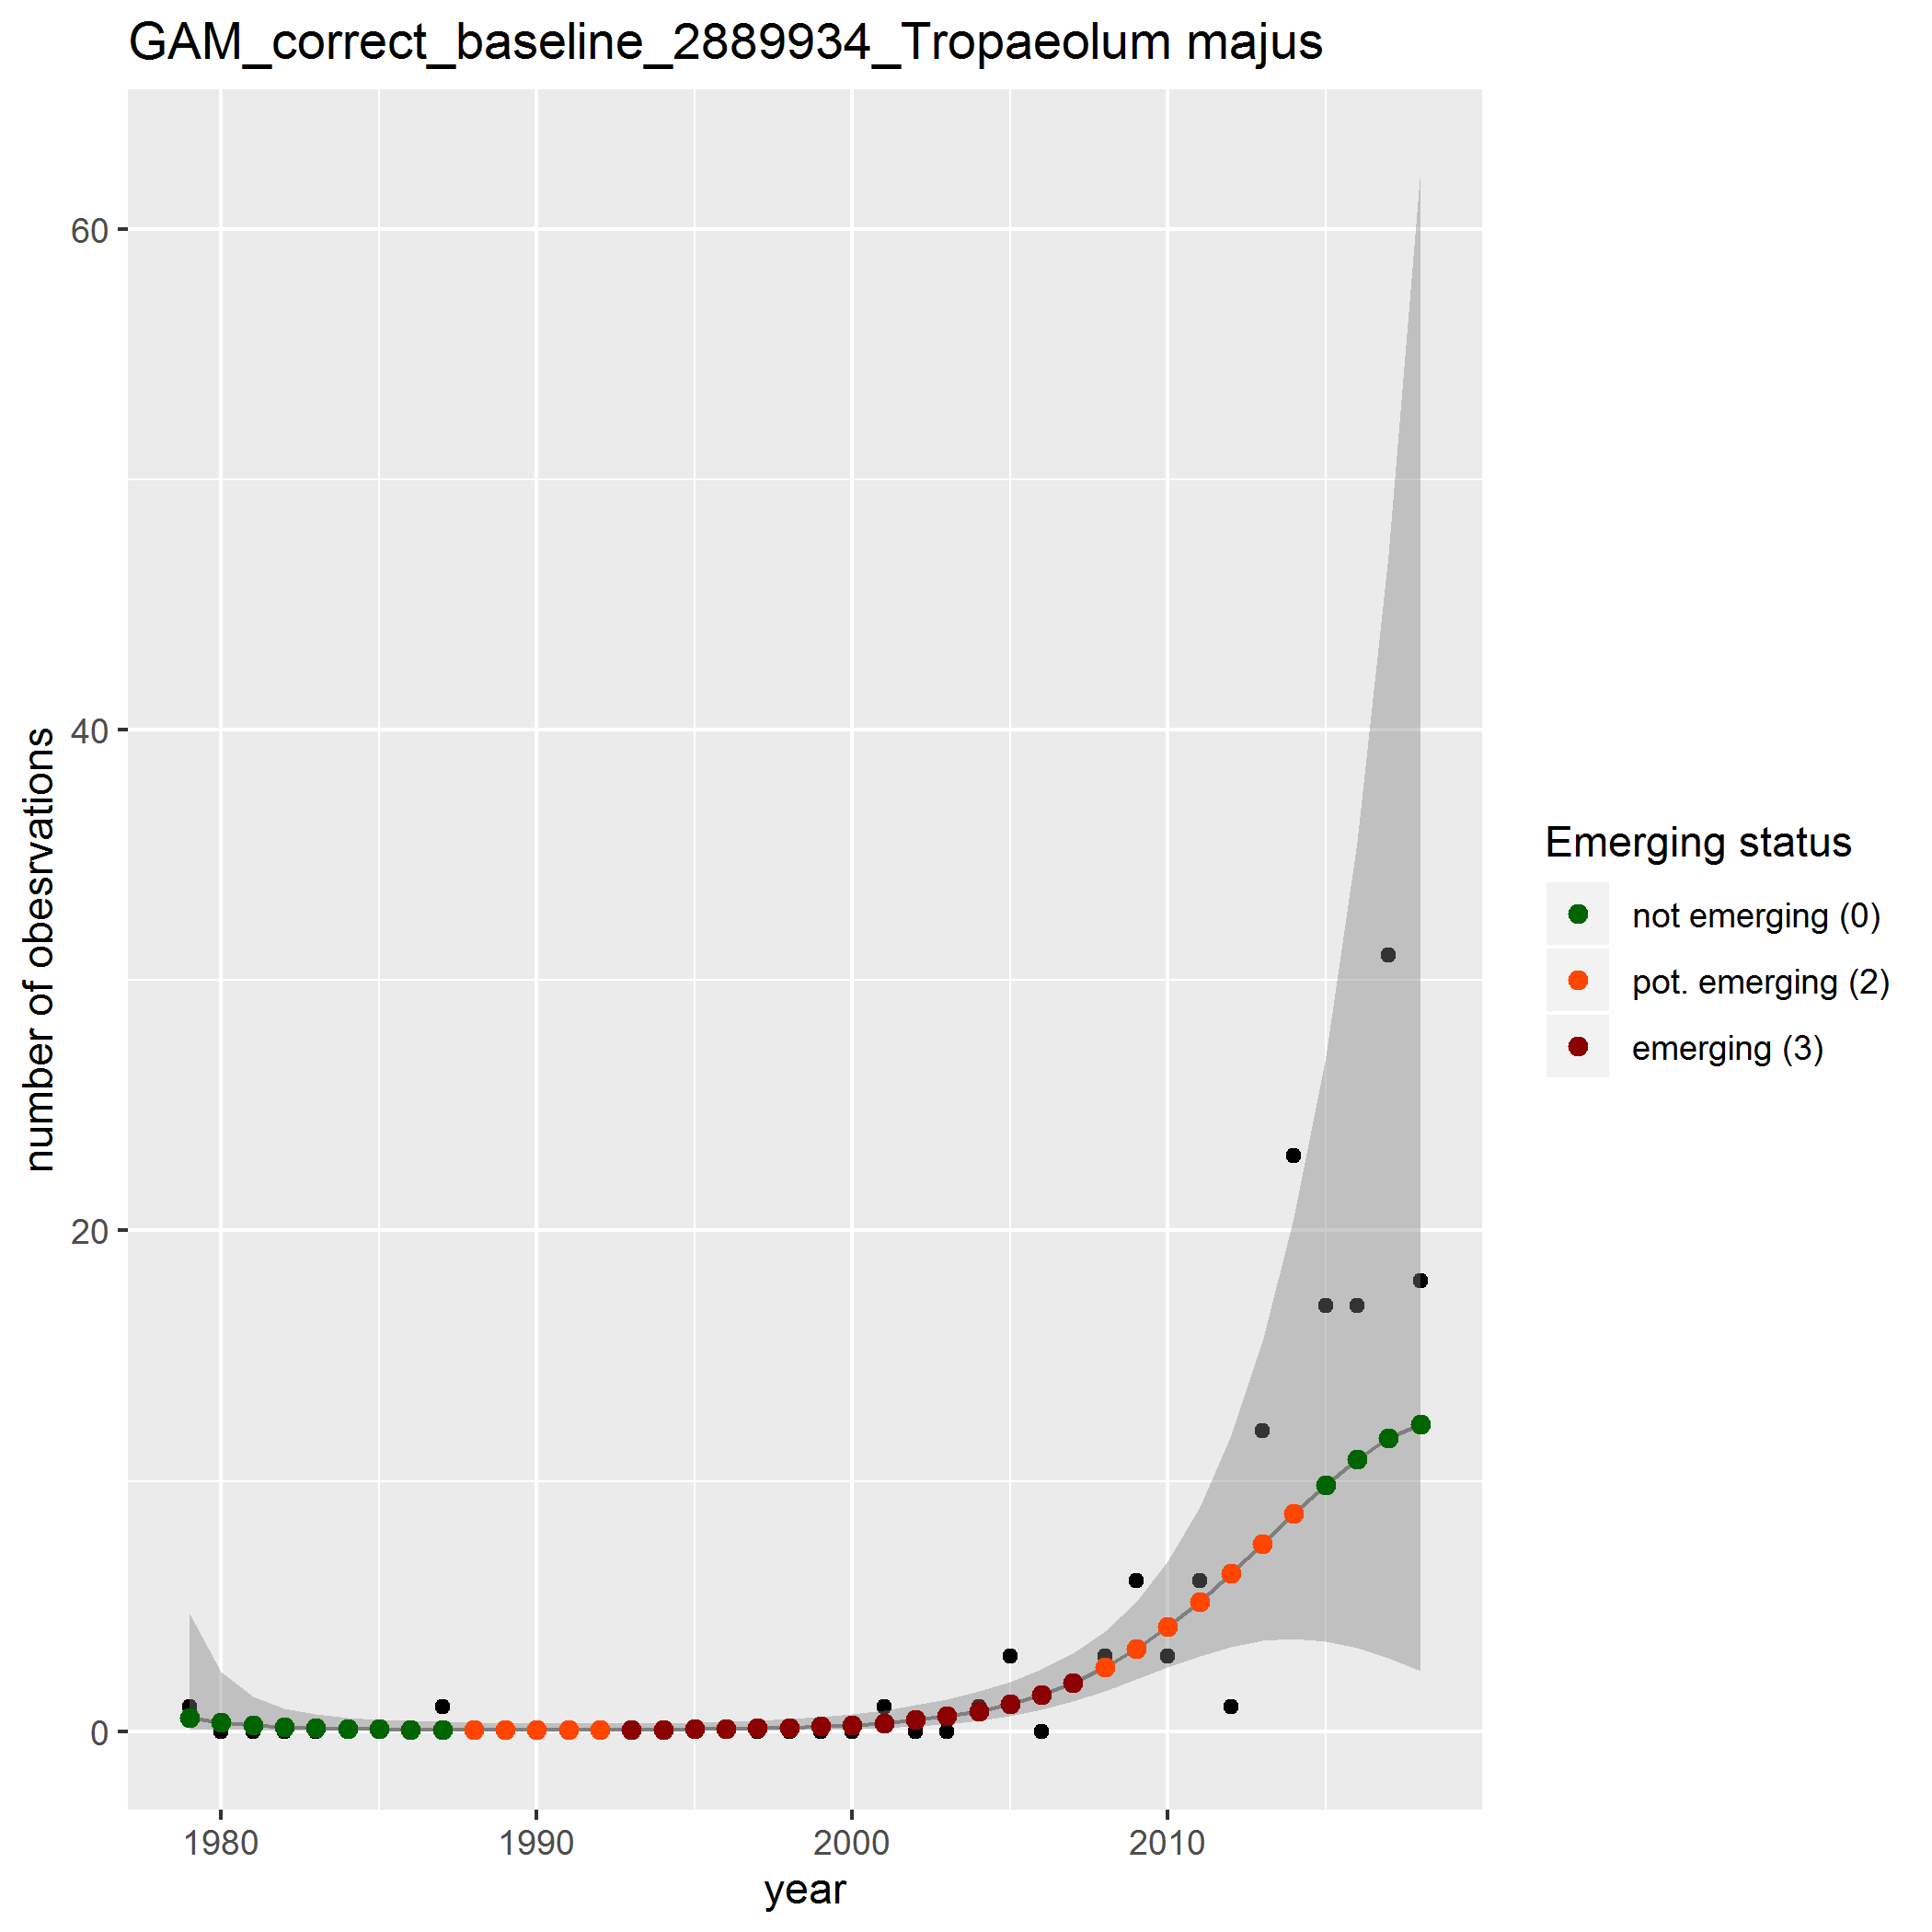 GAM_correct_baseline_2889934_Tropaeolum majus
60
40
20
0
number of obesrvations
1980 1990 2000 2010
year
Emerging status
not emerging (0)
pot. emerging (2)
emerging (3)